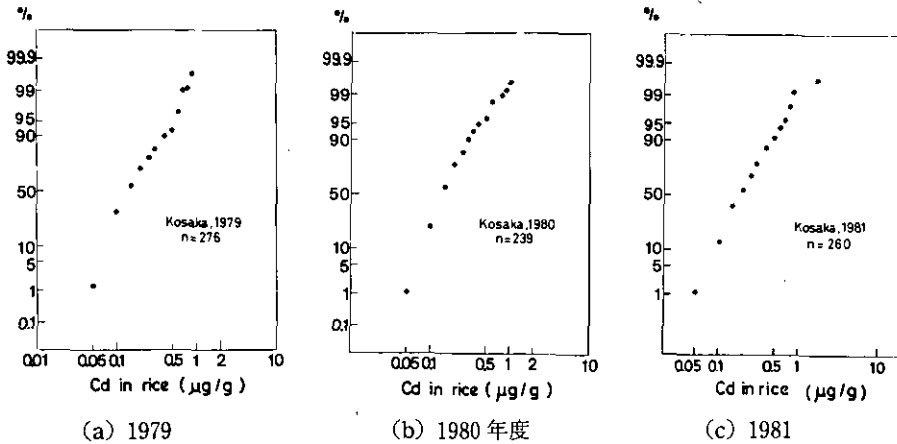 %
99.9
99
95
90
50
10
5
1
0.1
Kosaka, 1979
n = 276
0.01 0.05 0.1 0.5 1 2 10
Cd in rice (μg/g)
(a) 1979
%
99.9
99
95
90
50
10
5
1
0.1
Kosaka, 1980
n = 239
0.05 0.1 0.5 1 2 10
Cd in rice (μg/g)
(b) 1980 年度
%
99.9
99
95
90
50
10
5
1
Kosaka, 1981
n = 260
0.05 0.1 0.5 1 10
Cd in rice (μg/g)
(c) 1981